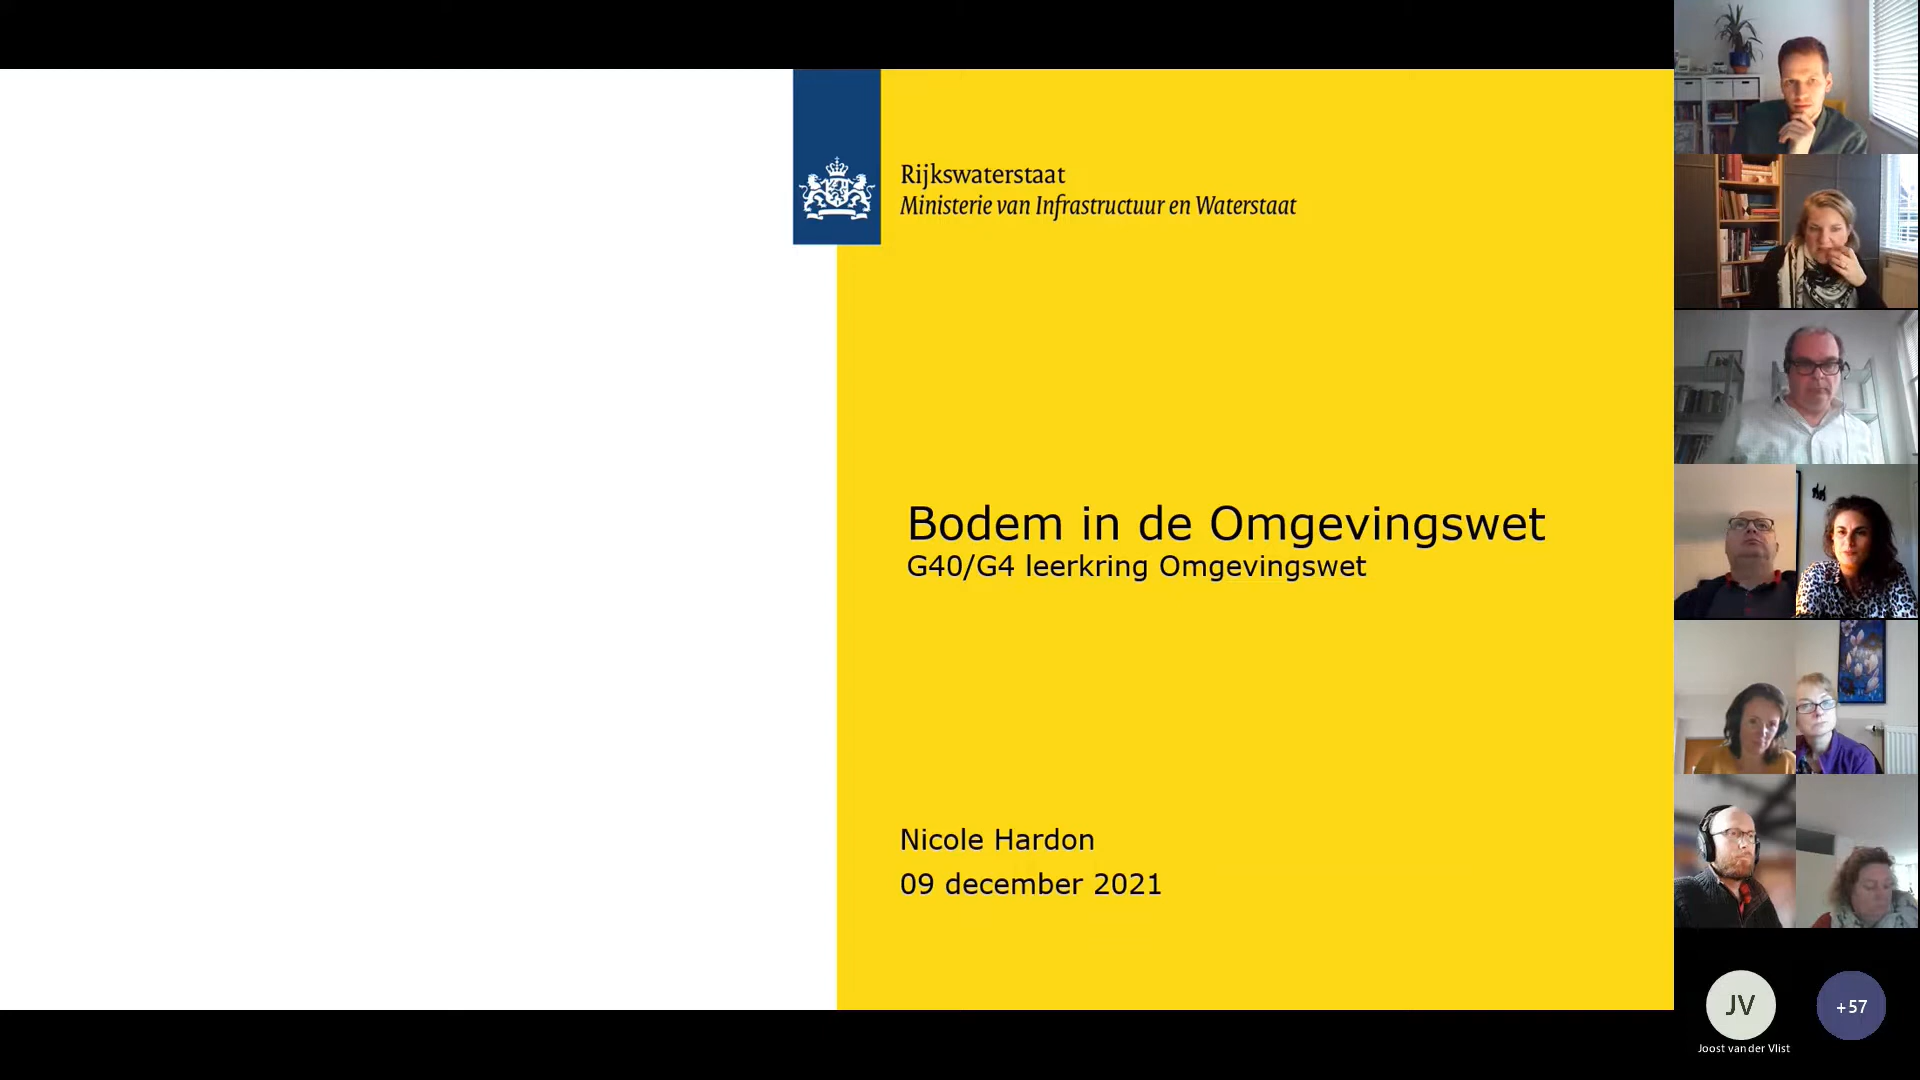 Rijkswaterstaat
Ministerie van Infrastructuur en Waterstaat
Bodem in de Omgevingswet
G40/G4 leerkring Omgevingswet
Nicole Hardon
09 december 2021
JV
+57
Joost van der Vlist